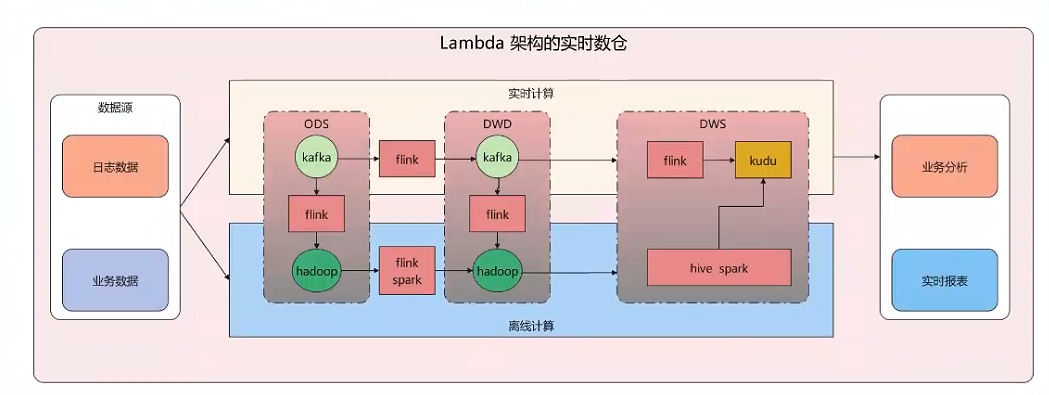 Lambda 架构的实时数仓
数据源
日志数据
业务数据
实时计算
ODS
kafka
flink
hadoop
flink
flink
spark
DWD
kafka
flink
hadoop
DWS
flink
kudu
hive spark
离线计算
业务分析
实时报表